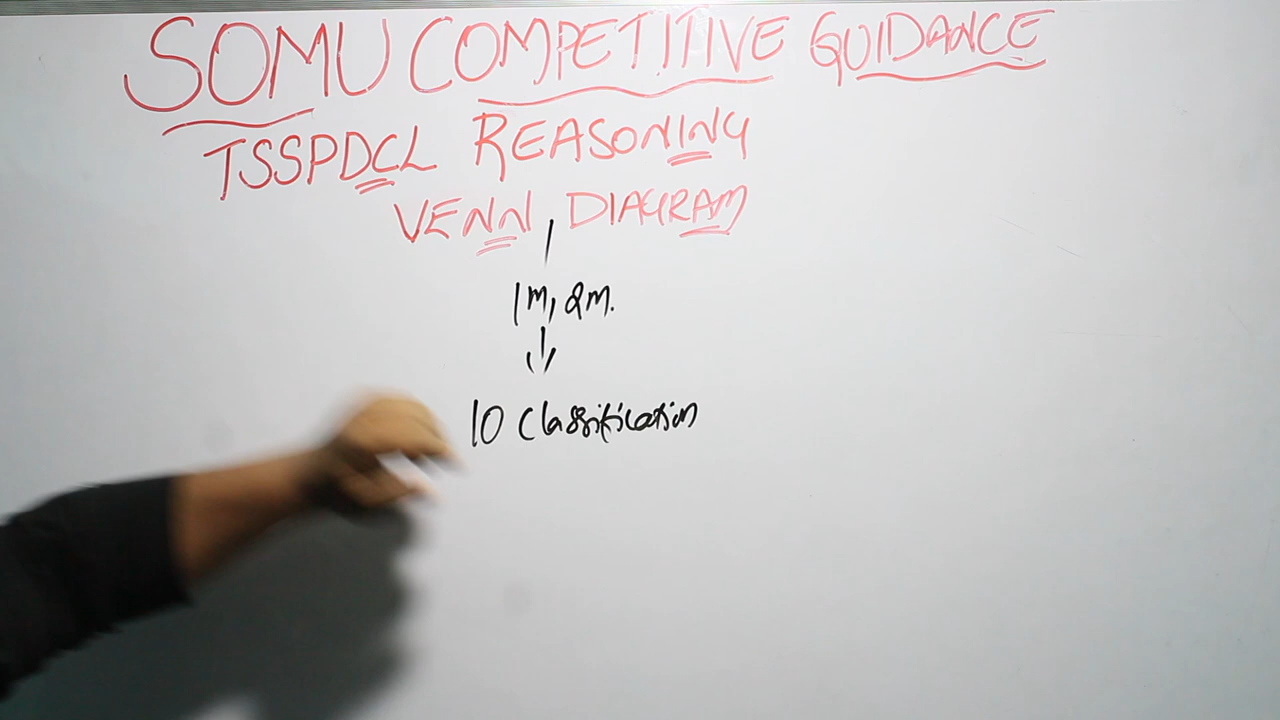 SOMU COMPETITIVE GUIDANCE
TSSPDCL REASONING
VENN DIAGRAM
1M, 2M.
10 Classification